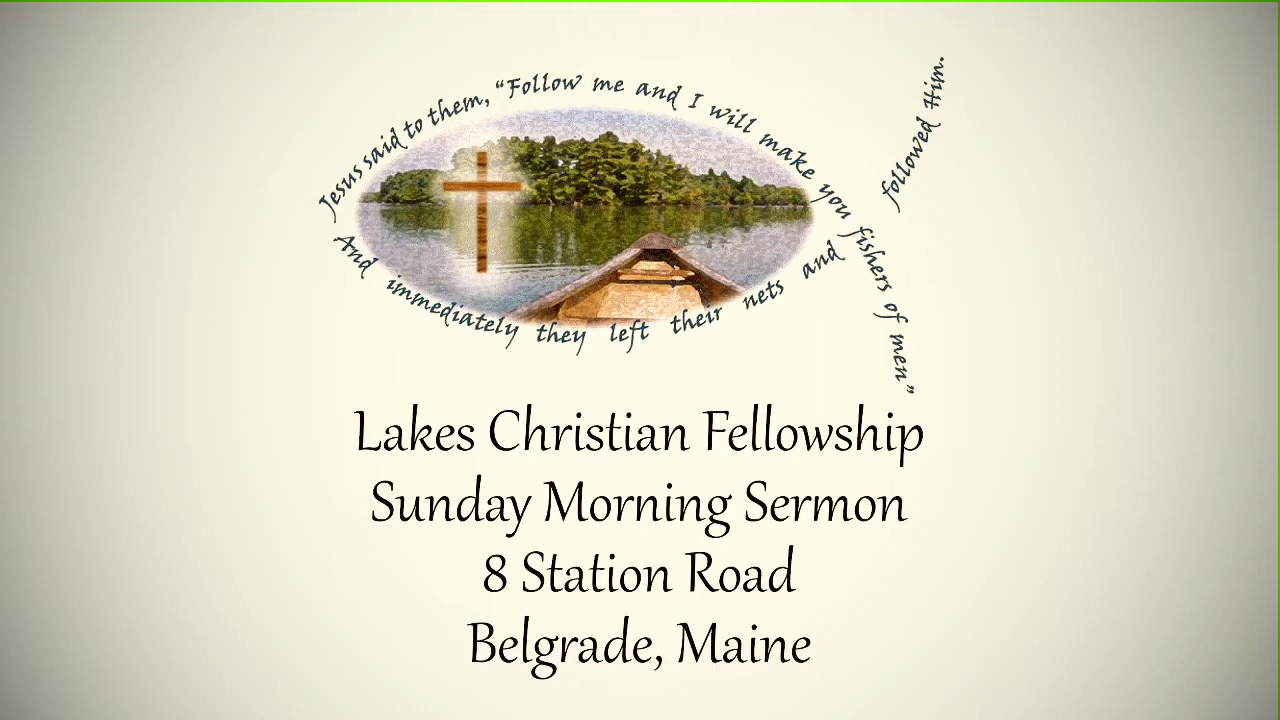 Jesus said to them, “Follow me and I will make you fishers of men”
And immediately they left their nets and followed Him.
Lakes Christian Fellowship
Sunday Morning Sermon
8 Station Road
Belgrade, Maine